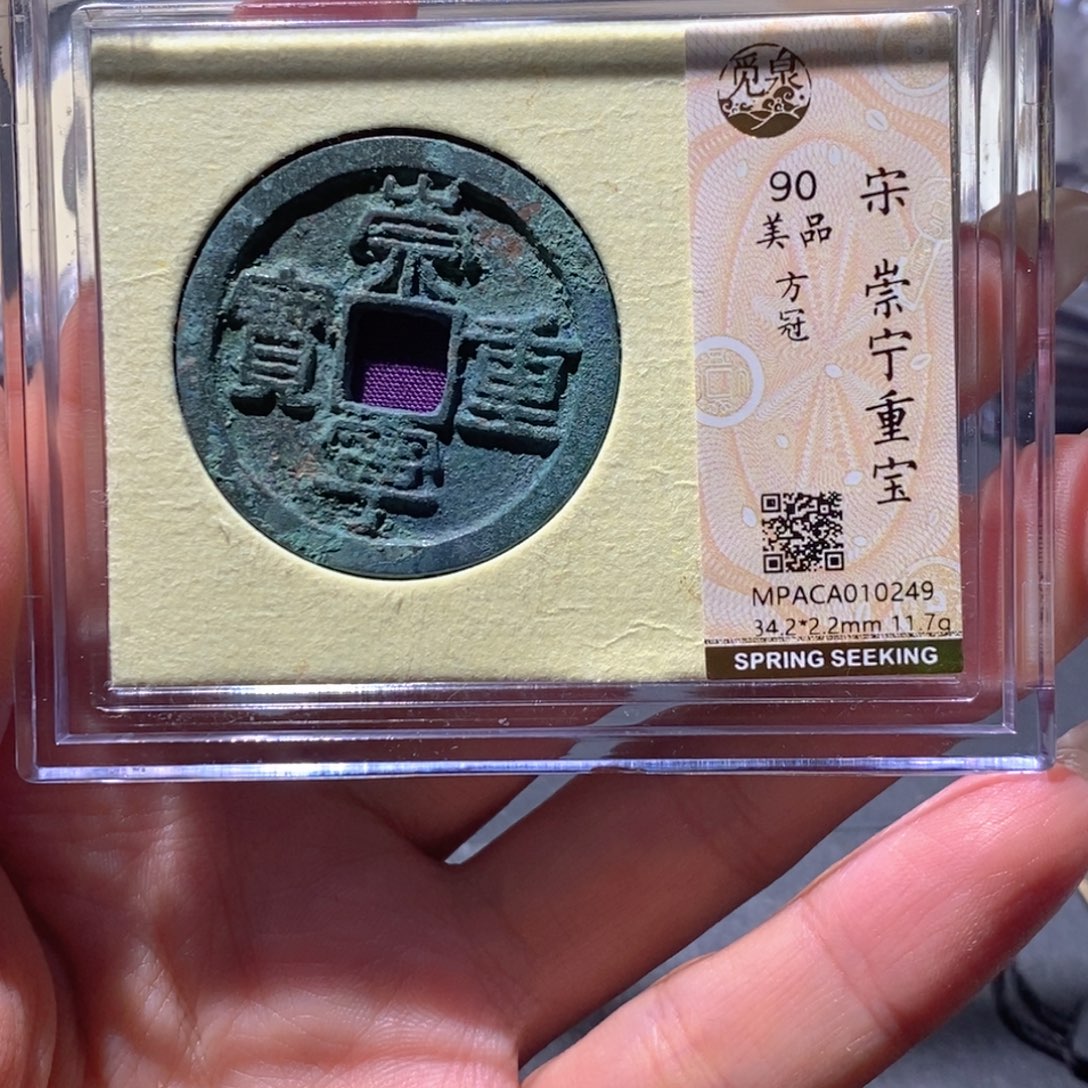 崇
重
寧
寶
觅泉
90
美品
方冠
宋 崇宁重宝
MPACA010249
34.2*2.2mm 11.7g
SPRING SEEKING